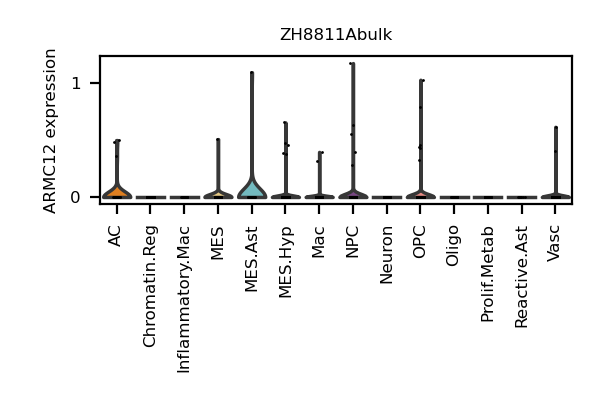 ZH8811Abulk
ARMC12 expression
1
0
AC
Chromatin.Reg
Inflammatory.Mac
MES
MES.Ast
MES.Hyp
Mac
NPC
Neuron
OPC
Oligo
Prolif.Metab
Reactive.Ast
Vasc